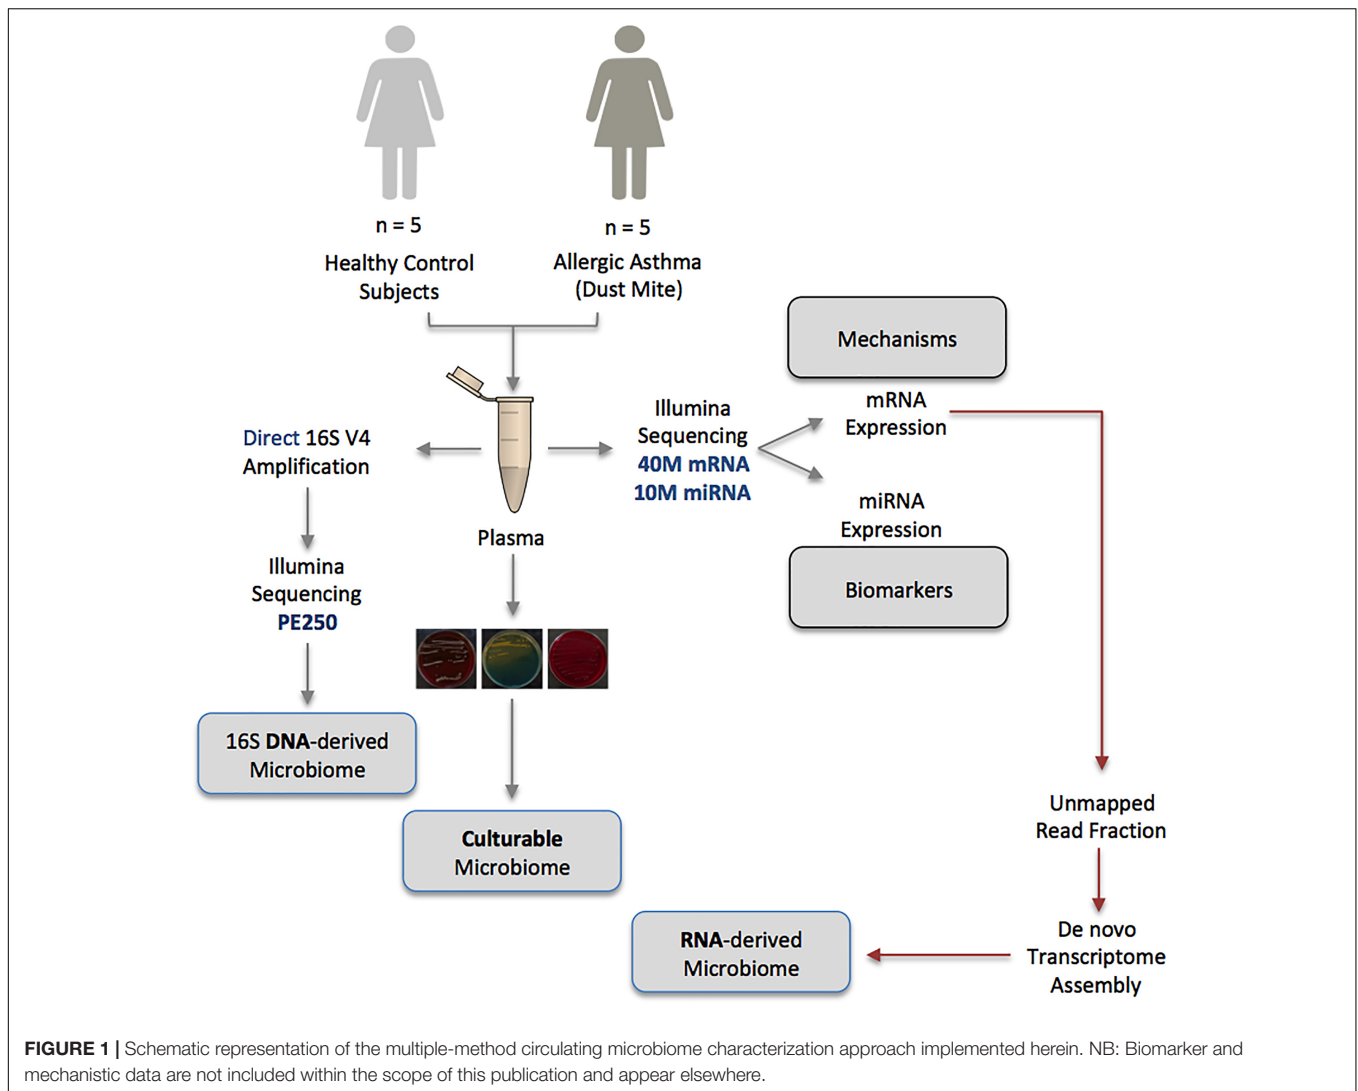 n = 5
Healthy Control
Subjects
n = 5
Allergic Asthma
(Dust Mite)
Mechanisms
mRNA
Expression
Illumina
Sequencing
40M mRNA
10M miRNA
miRNA
Expression
Biomarkers
Direct 16S V4
Amplification
Illumina
Sequencing
PE250
16S DNA-derived
Microbiome
Plasma
Culturable
Microbiome
Unmapped
Read Fraction
De novo
Transcriptome
Assembly
RNA-derived
Microbiome
FIGURE 1 | Schematic representation of the multiple-method circulating microbiome characterization approach implemented herein. NB: Biomarker and
mechanistic data are not included within the scope of this publication and appear elsewhere.